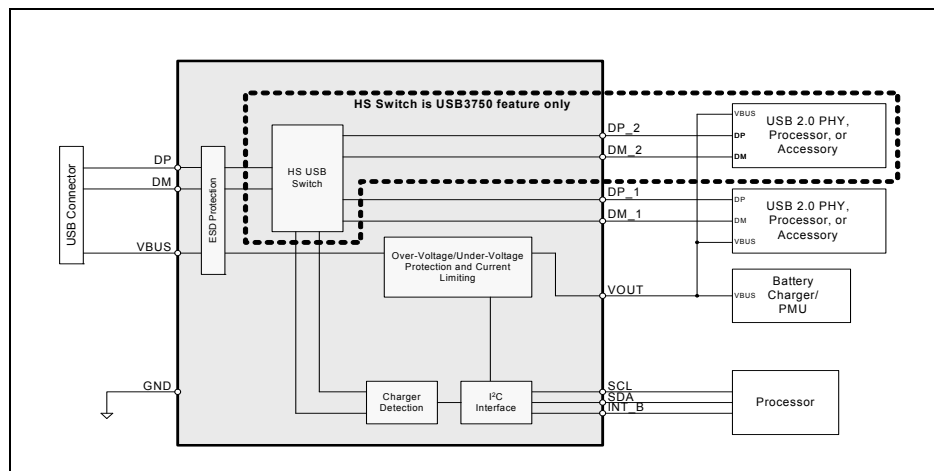 HS Switch is USB3750 feature only
USB Connector
DP
DM
VBUS
GND
ESD Protection
HS USB
Switch
Over-Voltage/Under-Voltage
Protection and Current
Limiting
Charger
Detection
I²C
Interface
DP_2
DM_2
DP_1
DM_1
VOUT
SCL
SDA
INT_B
VBUS
DP
DM
USB 2.0 PHY,
Processor, or
Accessory
DP
DM
VBUS
USB 2.0 PHY,
Processor, or
Accessory
VBUS
Battery
Charger/
PMU
Processor